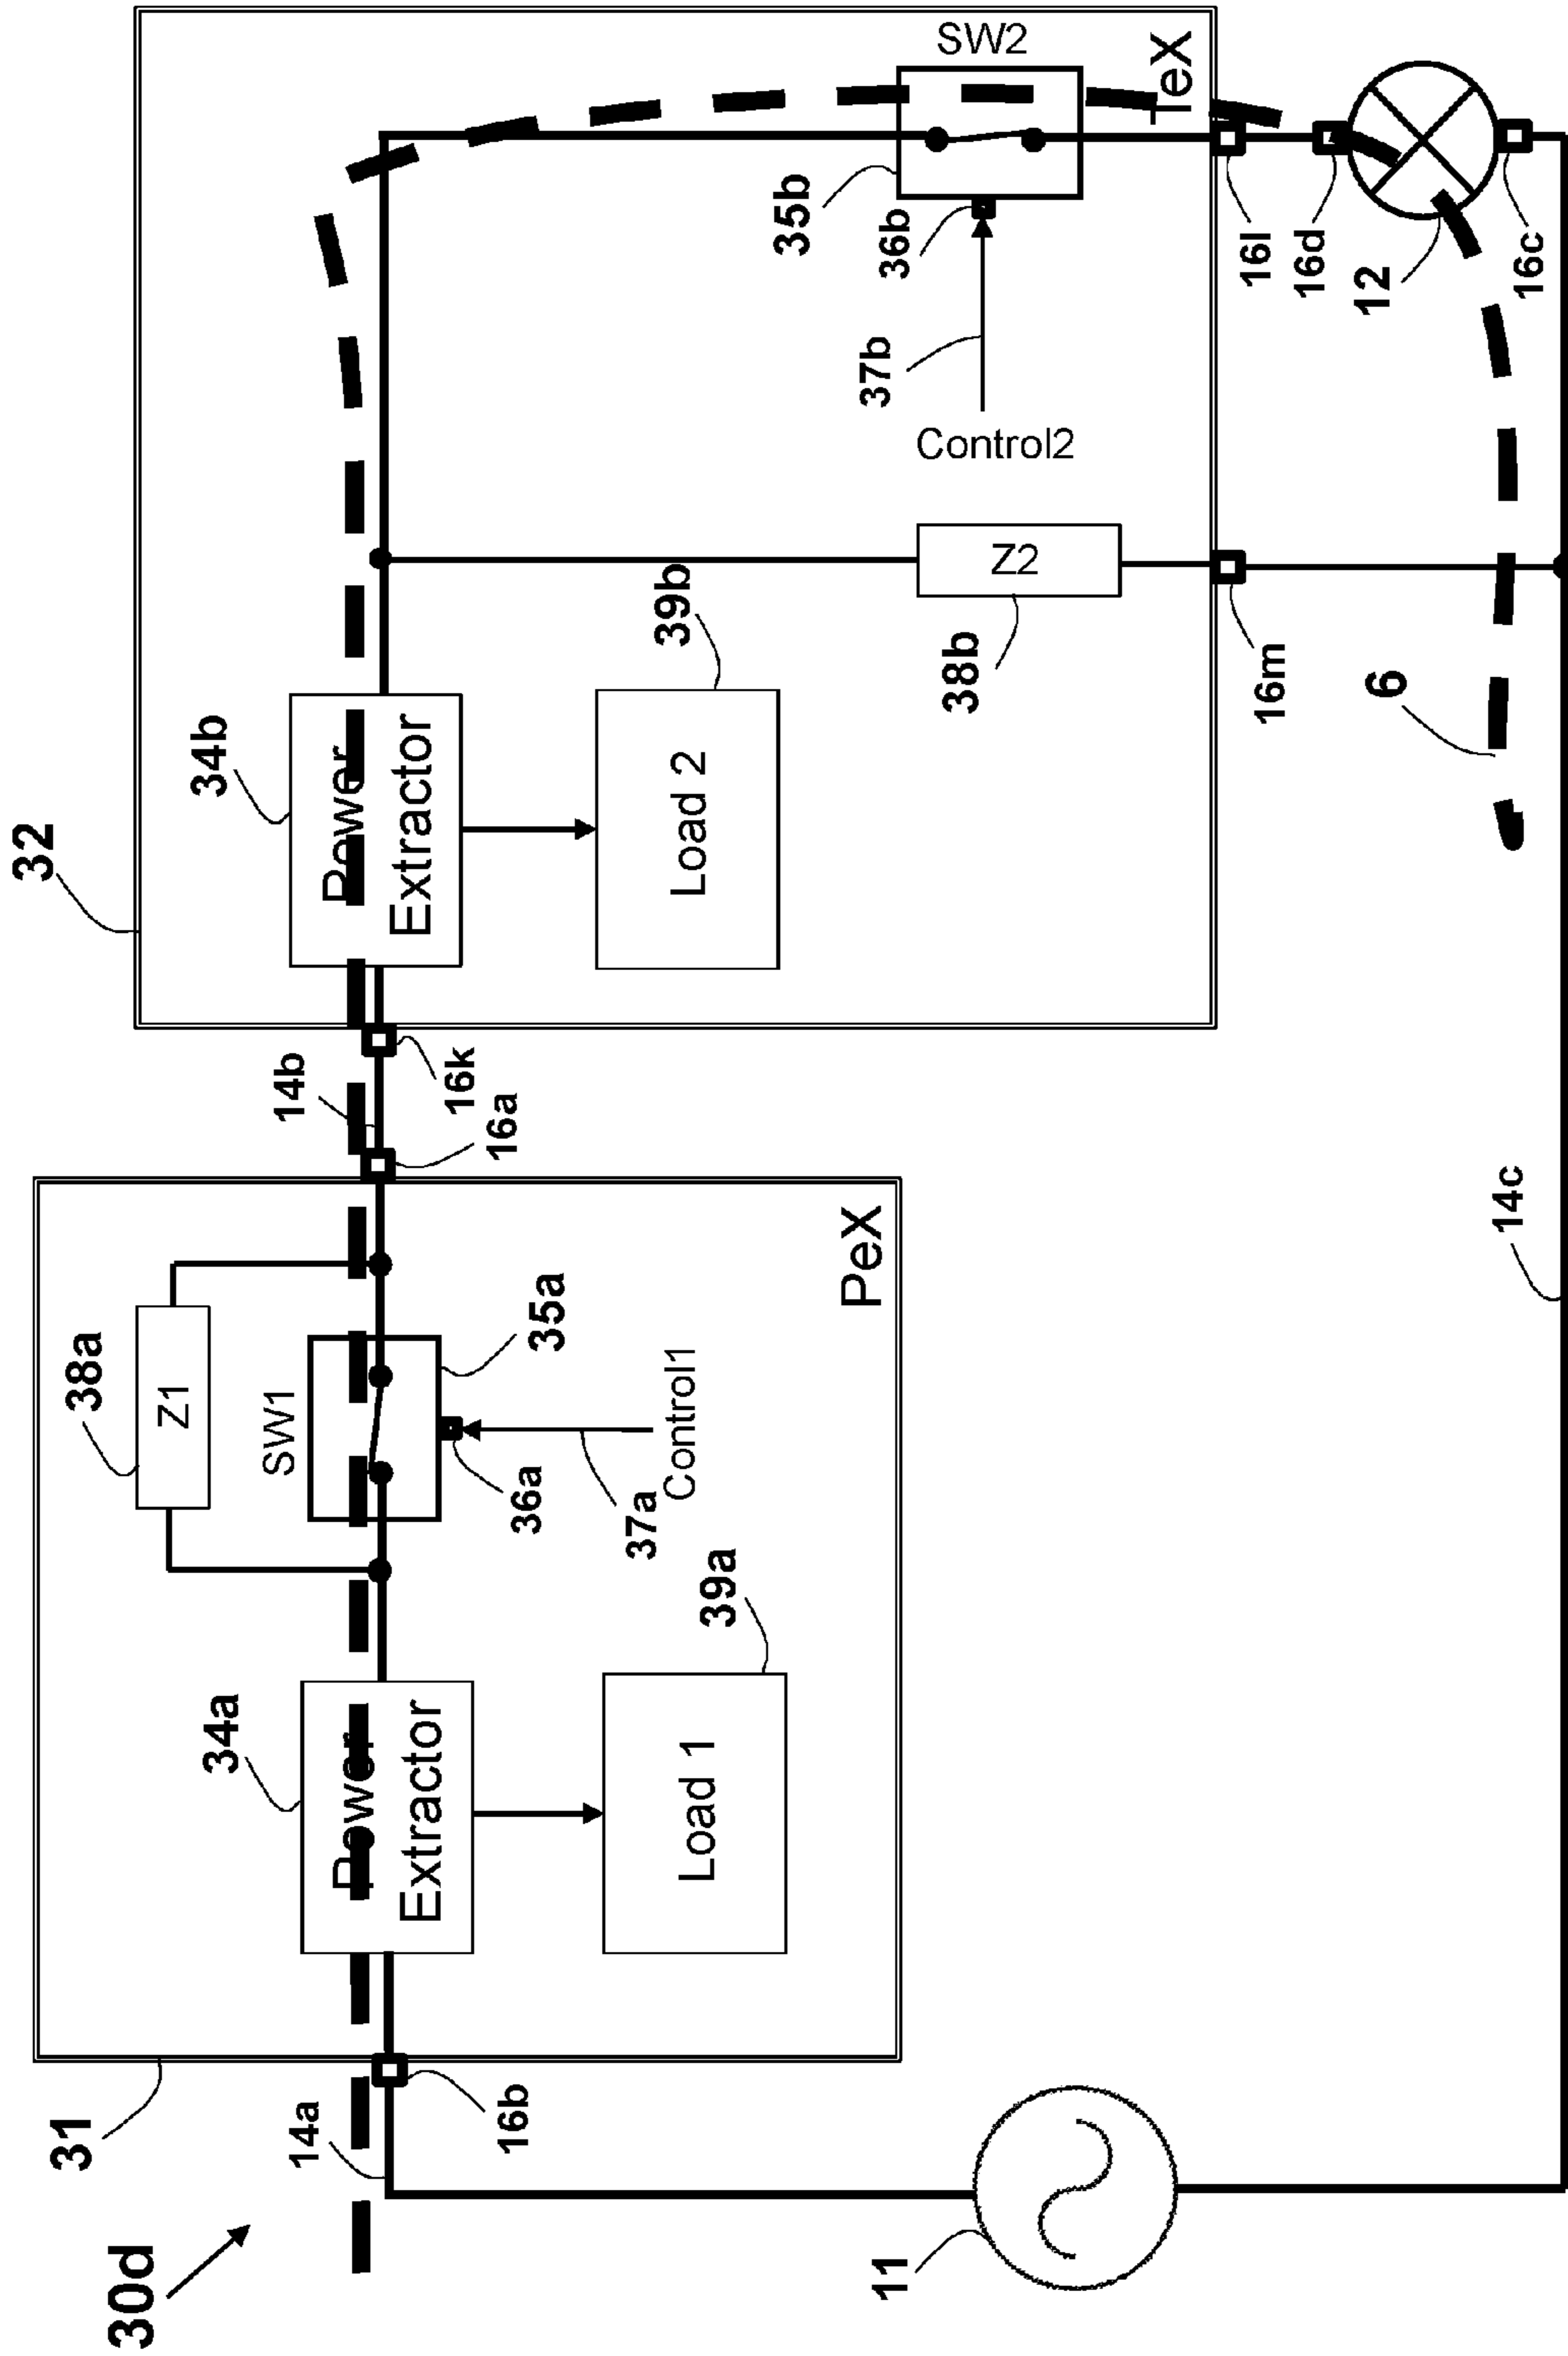 30d
31
14a
16b
11
34a
Power
Extractor
Load 1
39a
38a
Z1
SW1
35a
36a
37a
Control1
PeX
14b
16a
16k
14c
32
34b
Power
Extractor
Load 2
39b
Z2
38b
16m
6
Control2
37b
36b
35b
SW2
TeX
16l
16d
12
16c